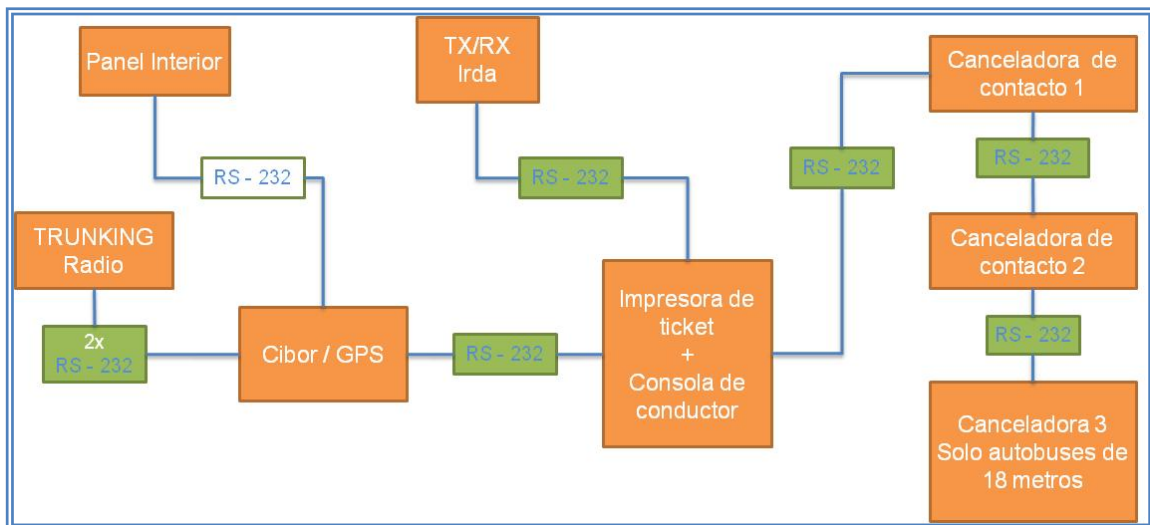 Panel Interior
TX/RX
Irda
Canceladora de
contacto 1
RS - 232
RS - 232
RS - 232
RS - 232
TRUNKING
Radio
Canceladora de
contacto 2
2x
RS - 232
Cibor / GPS
RS - 232
Impresora de
ticket
+
Consola de
conductor
RS - 232
Canceladora 3
Solo autobuses de
18 metros